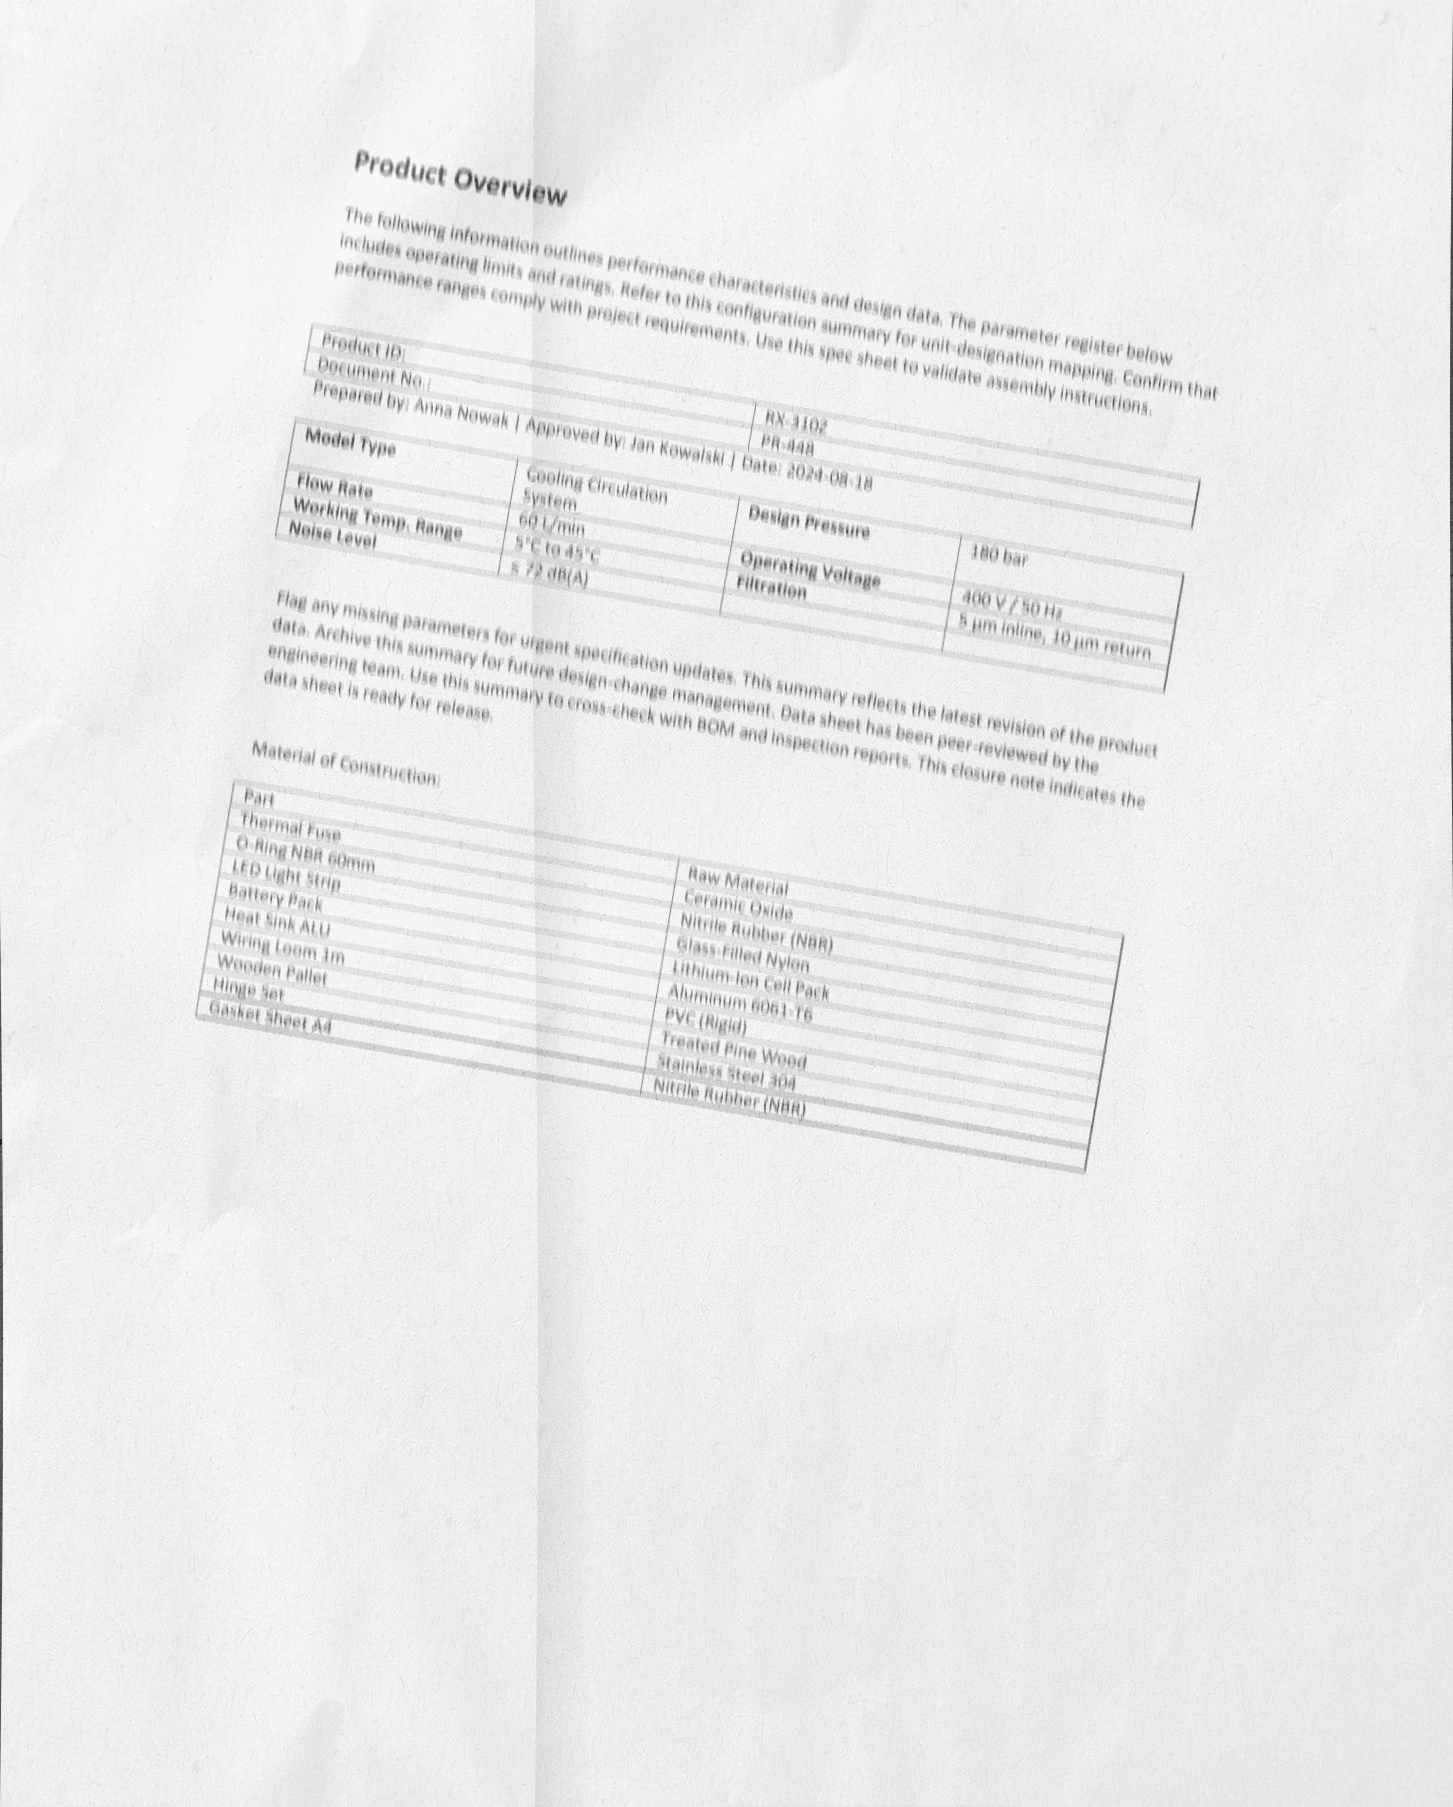 Product Overview
The following information outlines performance characteristics and design data. The parameter register below
includes operating limits and ratings. Refer to this configuration summary for unit-designation mapping. Confirm that
performance ranges comply with project requirements. Use this spec sheet to validate assembly instructions.
Product ID: RX-3102
Document No.: PR-448
Prepared by: Anna Nowak | Approved by: Jan Kowalski | Date: 2024-08-18
Model Type Cooling Circulation Design Pressure 180 bar
System
Flow Rate 60 L/min Operating Voltage 400 V / 50 Hz
Working Temp. Range 5°C to 45°C Filtration 5 µm inline, 10 µm return
Noise Level ≤ 72 dB(A)
Flag any missing parameters for urgent specification updates. This summary reflects the latest revision of the product
data. Archive this summary for future design-change management. Data sheet has been peer-reviewed by the
engineering team. Use this summary to cross-check with BOM and inspection reports. This closure note indicates the
data sheet is ready for release.
Material of Construction:
Part Raw Material
Thermal Fuse Ceramic Oxide
O-Ring NBR 60mm Nitrile Rubber (NBR)
LED Light Strip Glass-Filled Nylon
Battery Pack Lithium-Ion Cell Pack
Heat Sink ALU Aluminum 6061-T6
Wiring Loom 1m PVC (Rigid)
Wooden Pallet Treated Pine Wood
Hinge Set Stainless Steel 304
Gasket Sheet A4 Nitrile Rubber (NBR)